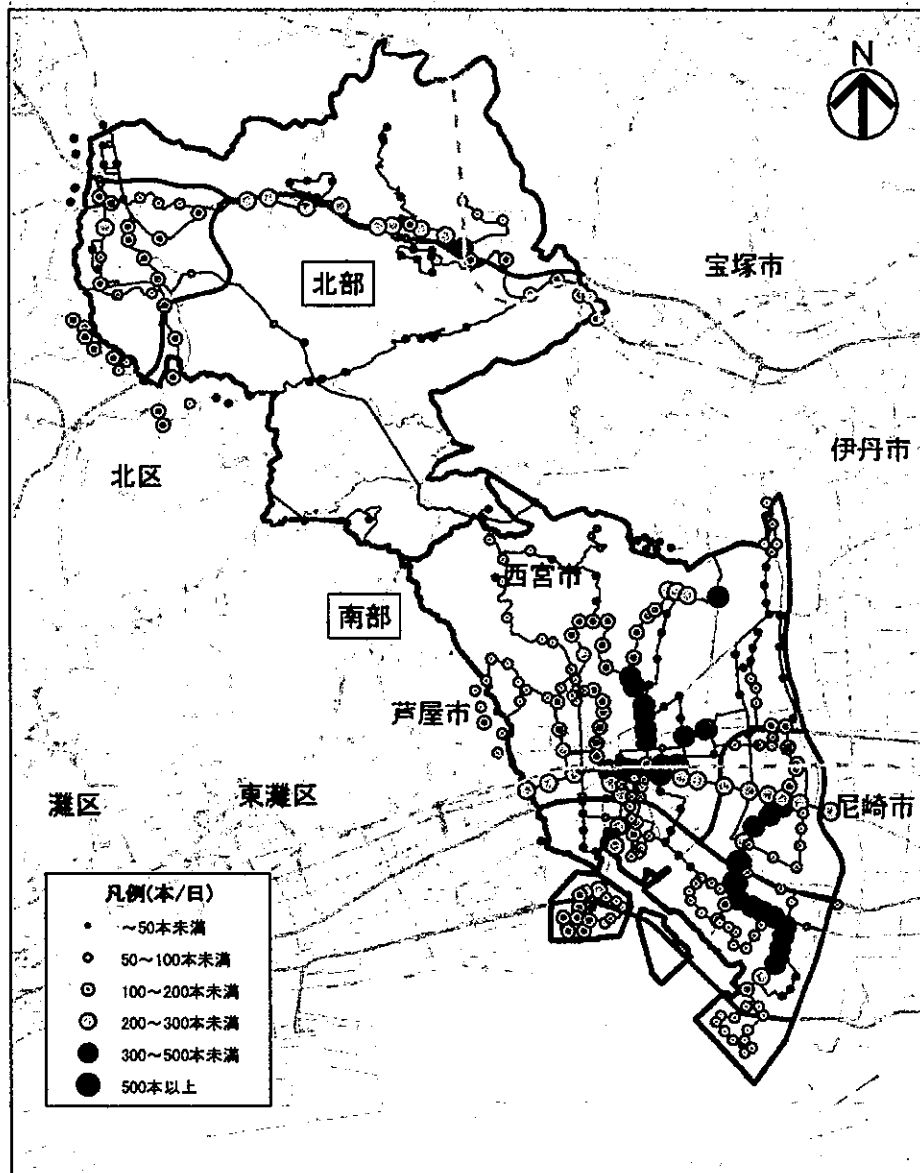 N
宝塚市
北部
伊丹市
北区
西宮市
南部
芦屋市
灘区
東灘区
尼崎市
凡例(本/日)
~50本未満
50~100本未満
100~200本未満
200~300本未満
300~500本未満
500本以上